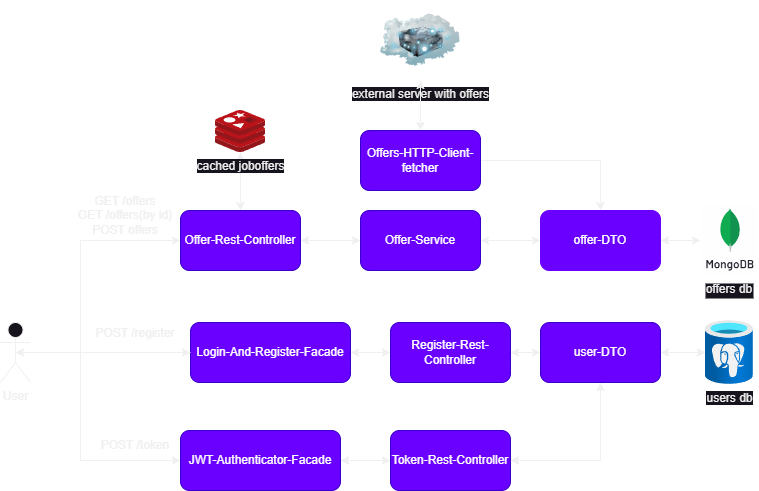 external server with offers
cached joboffers
Offers-HTTP-Client-
fetcher
GET /offers
GET /offers(by id)
POST offers
Offer-Rest-Controller
Offer-Service
offer-DTO
MongoDB
offers db
POST /register
Login-And-Register-Facade
Register-Rest-
Controller
user-DTO
users db
User
POST /token
JWT-Authenticator-Facade
Token-Rest-Controller